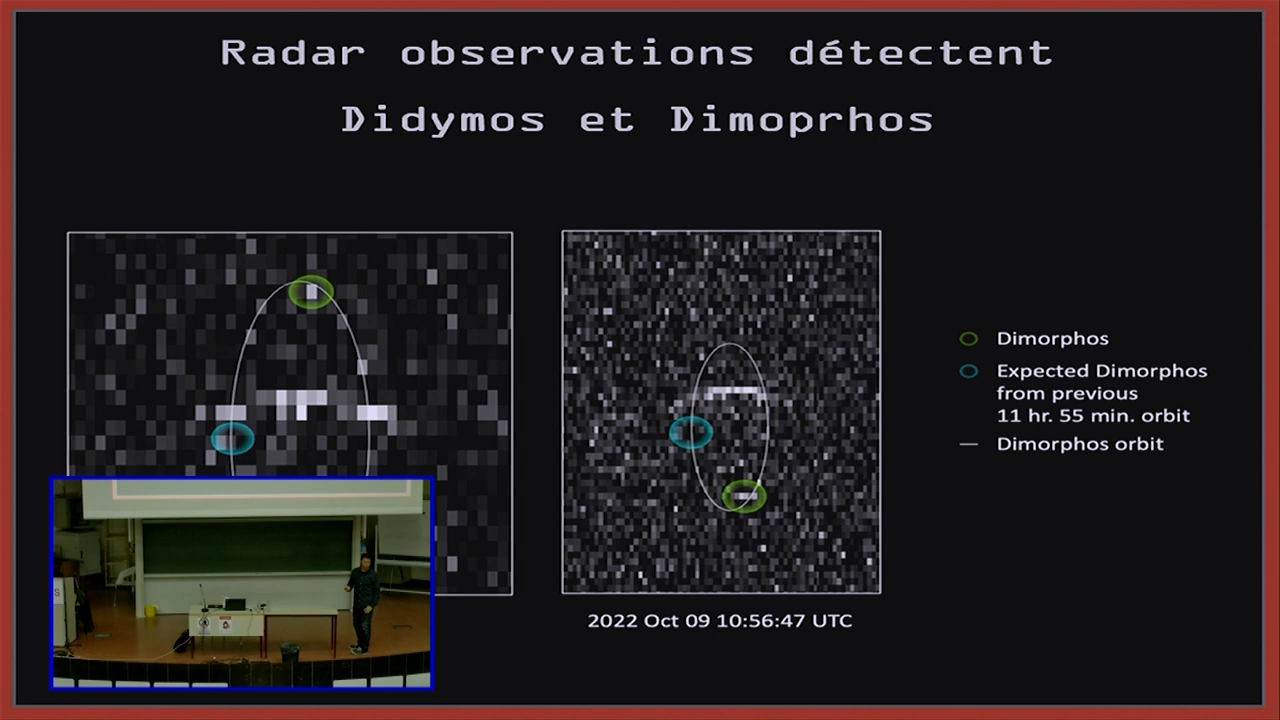 Radar observations détectent
Didymos et Dimoprhos
Dimorphos
Expected Dimorphos
from previous
11 hr. 55 min. orbit
Dimorphos orbit
2022 Oct 09 10:56:47 UTC